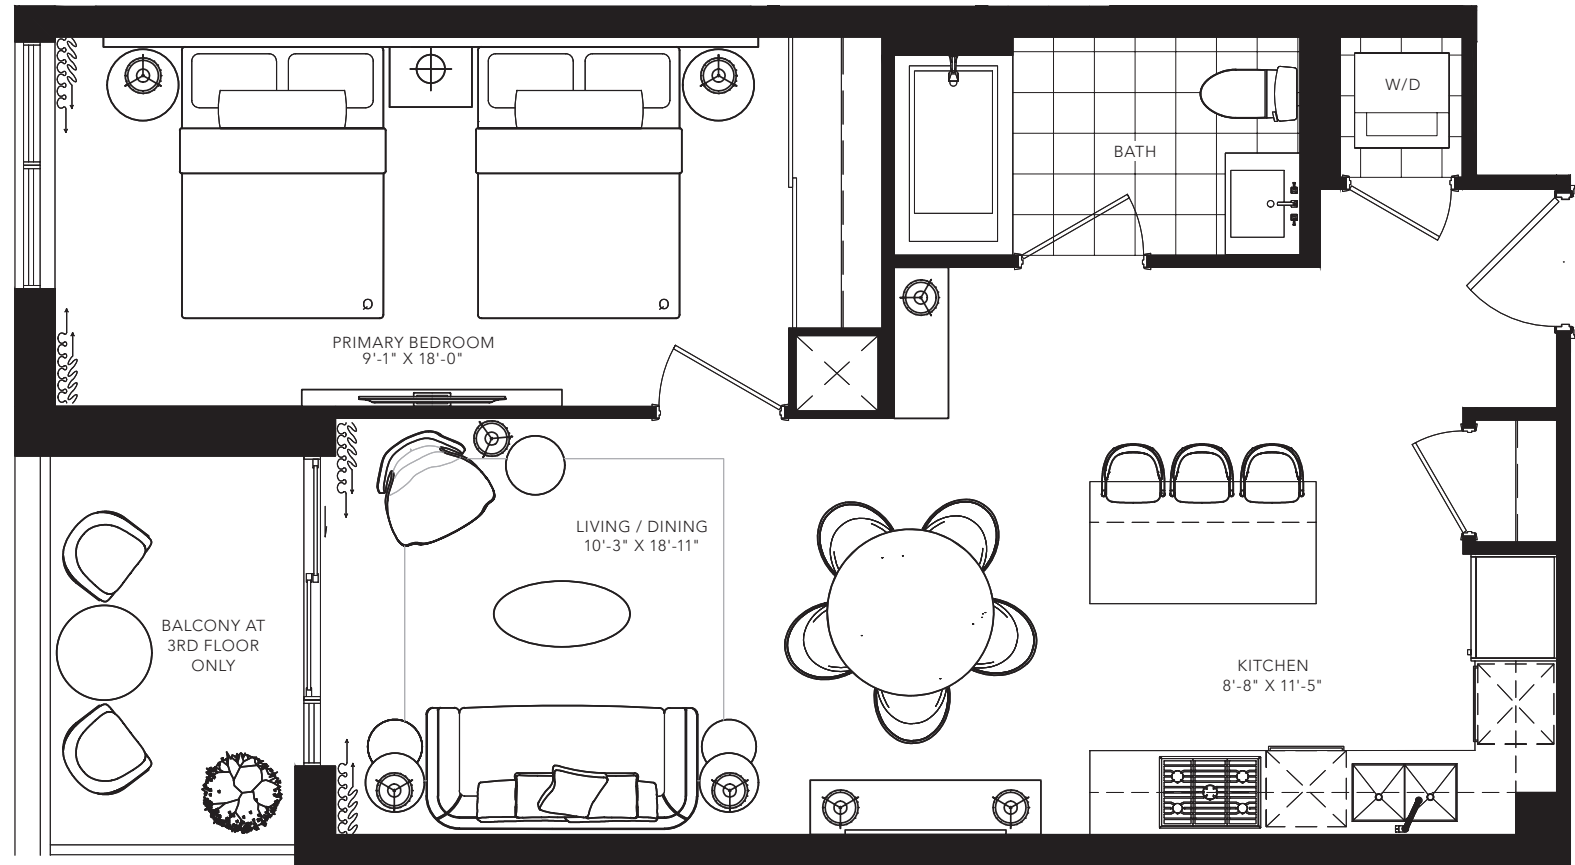 W/D
BATH
PRIMARY BEDROOM
9'-1" X 18'-0"
LIVING / DINING
10'-3" X 18'-11"
BALCONY AT
3RD FLOOR
ONLY
KITCHEN
8'-8" X 11'-5"